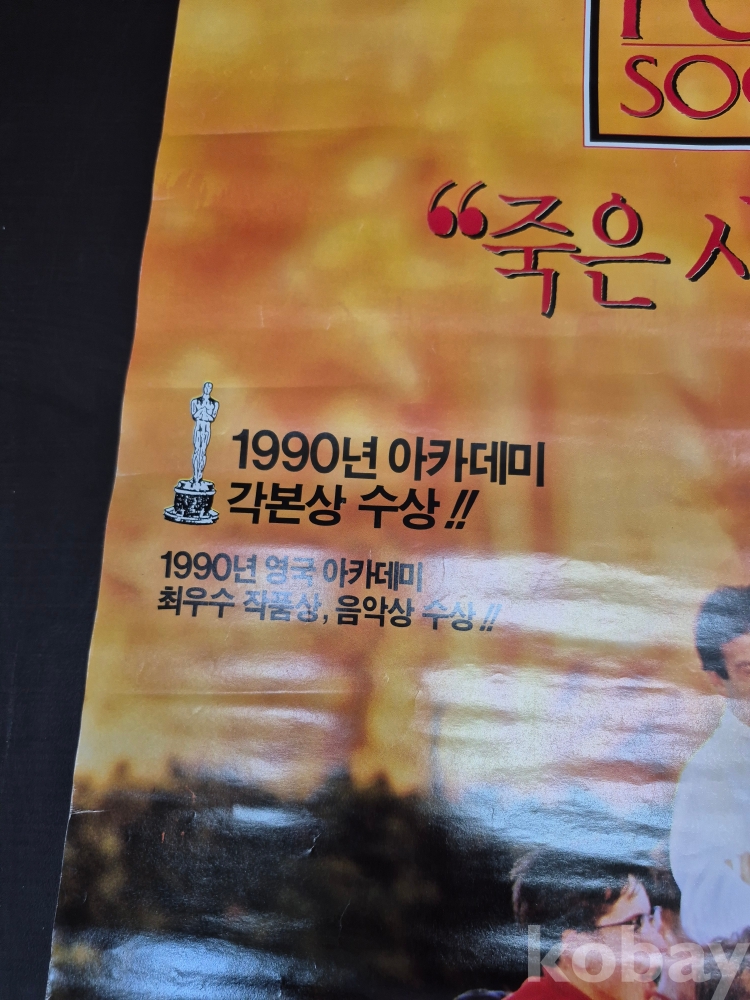 SO
“죽은
1990년 아카데미
각본상 수상!!
1990년 영국 아카데미
최우수 작품상, 음악상 수상!!
kobay